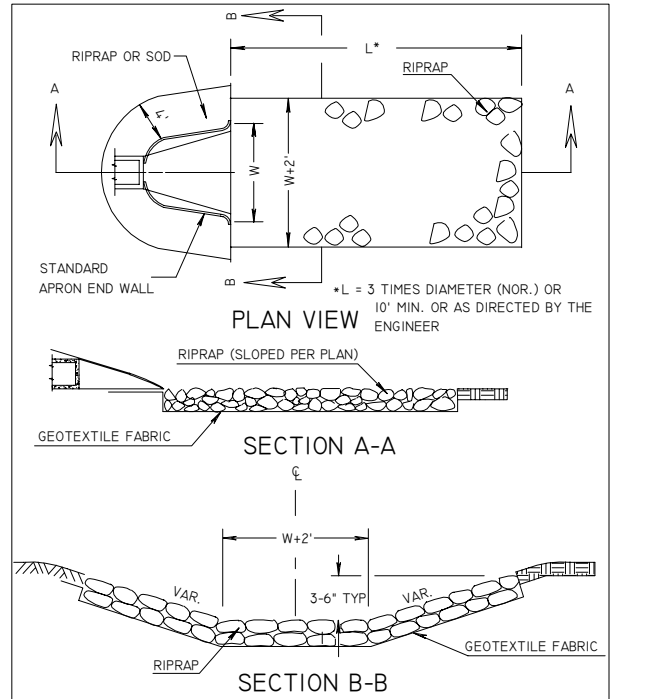 B
L*
RIPRAP OR SOD
RIPRAP
A
A
4'
W
W+2'
STANDARD
APRON END WALL
B
*L = 3 TIMES DIAMETER (NOR.) OR
10' MIN. OR AS DIRECTED BY THE
ENGINEER
PLAN VIEW
RIPRAP (SLOPED PER PLAN)
GEOTEXTILE FABRIC
SECTION A-A
℄
W+2'
VAR.
3-6" TYP
VAR.
RIPRAP
GEOTEXTILE FABRIC
SECTION B-B